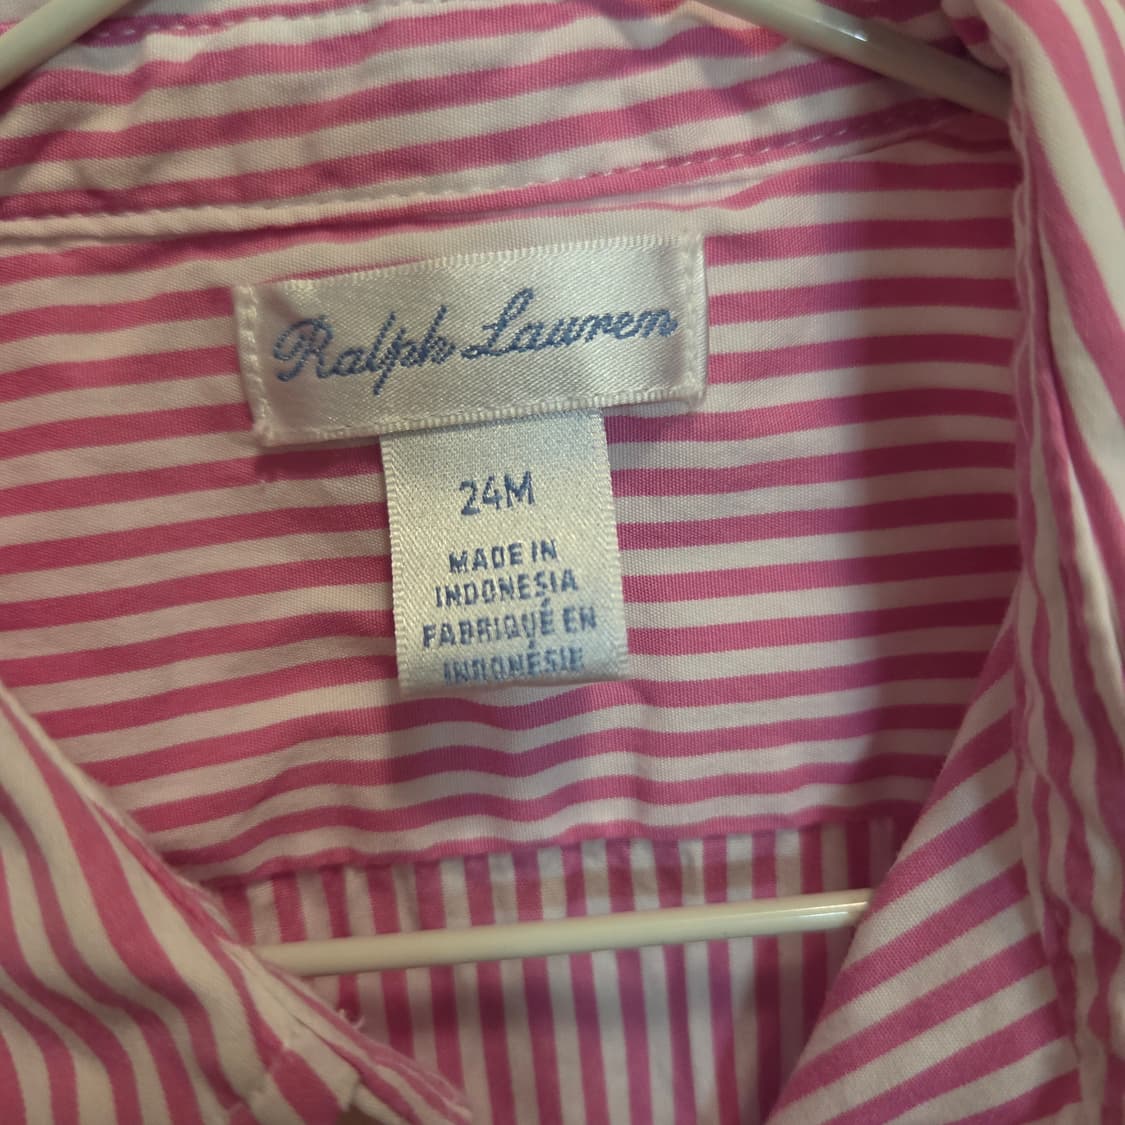 Ralph Lauren
24M
MADE IN
INDONESIA
FABRIQUÉ EN
INDONÉSIE